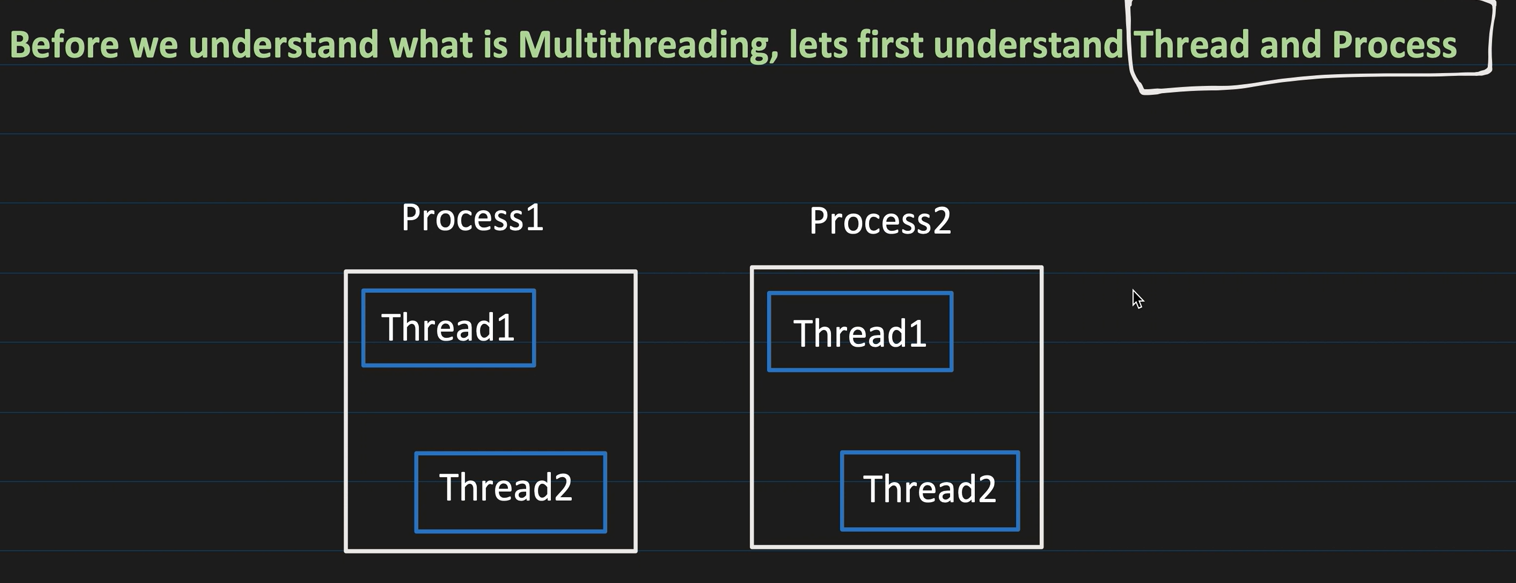 Before we understand what is Multithreading, lets first understand Thread and Process
Process1
Process2
Thread1
Thread1
Thread2
Thread2